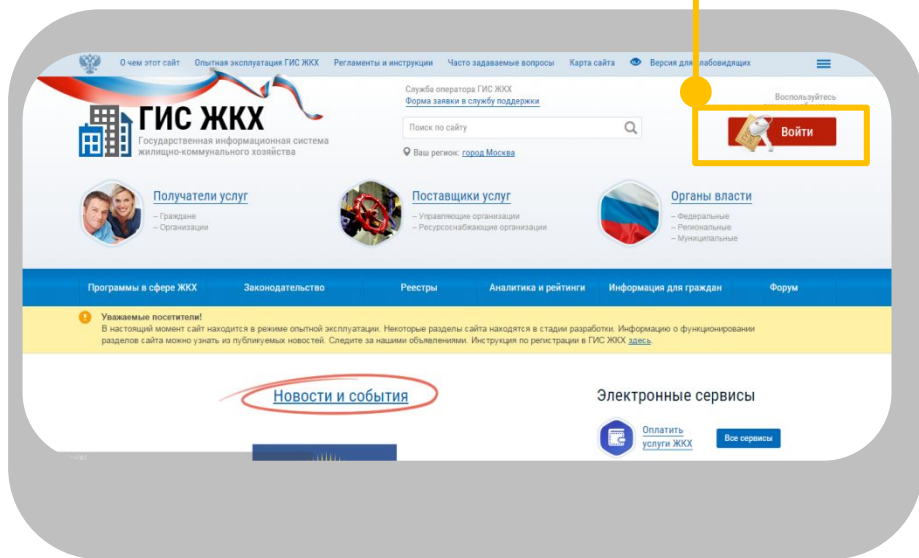 О чем этот сайт Опытная эксплуатация ГИС ЖКХ Регламенты и инструкции Часто задаваемые вопросы Карта сайта Версия для слабовидящих
Служба оператора ГИС ЖКХ
Форма заявки в службу поддержки
Воспользуйтесь
ГИС ЖКХ
Государственная информационная система
жилищно-коммунального хозяйства
Поиск по сайту
Войти
Ваш регион: город Москва
Получатели услуг
– Граждане
– Организации
Поставщики услуг
– Управляющие организации
– Ресурсоснабжающие организации
Органы власти
– Федеральные
– Региональные
– Муниципальные
Программы в сфере ЖКХ Законодательство Реестры Аналитика и рейтинги Информация для граждан Форум
Уважаемые посетители!
В настоящий момент сайт находится в режиме опытной эксплуатации. Некоторые разделы сайта находятся в стадии разработки. Информацию о функционировании
разделов сайта можно узнать из публикуемых новостей. Следите за нашими объявлениями. Инструкция по регистрации в ГИС ЖКХ здесь.
Новости и события
Электронные сервисы
Оплатить
услуги ЖКХ
Все сервисы